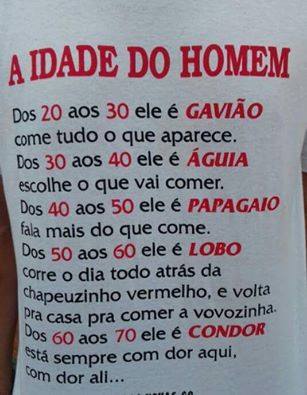 A IDADE DO HOMEM
Dos 20 aos 30 ele é GAVIÃO
come tudo o que aparece.
Dos 30 aos 40 ele é ÁGUIA
escolhe o que vai comer.
Dos 40 aos 50 ele é PAPAGAIO
fala mais do que come.
Dos 50 aos 60 ele é LOBO
corre o dia todo atrás da
chapeuzinho vermelho, e volta
pra casa pra comer a vovozinha.
Dos 60 aos 70 ele é CONDOR
está sempre com dor aqui,
com dor ali...